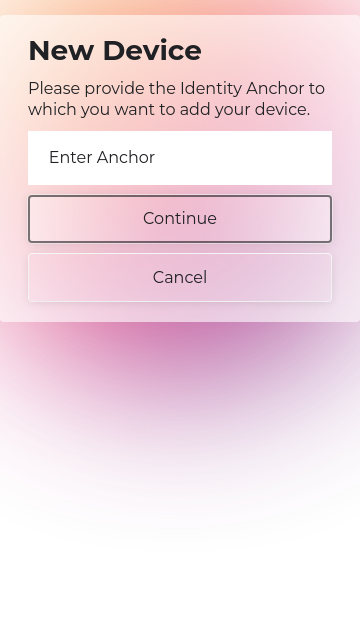 New Device
Please provide the Identity Anchor to
which you want to add your device.
Enter Anchor
Continue
Cancel